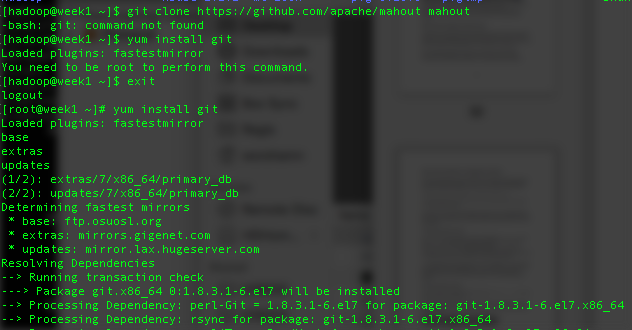 [hadoop@week1 ~]$ git clone https://github.com/apache/mahout mahout
-bash: git: command not found
[hadoop@week1 ~]$ yum install git
Loaded plugins: fastestmirror
You need to be root to perform this command.
[hadoop@week1 ~]$ exit
logout
[root@week1 ~]# yum install git
Loaded plugins: fastestmirror
base
extras
updates
(1/2): extras/7/x86_64/primary_db
(2/2): updates/7/x86_64/primary_db
Determining fastest mirrors
 * base: ftp.osuosl.org
 * extras: mirrors.gigenet.com
 * updates: mirror.lax.hugeserver.com
Resolving Dependencies
--> Running transaction check
---> Package git.x86_64 0:1.8.3.1-6.el7 will be installed
--> Processing Dependency: perl-Git = 1.8.3.1-6.el7 for package: git-1.8.3.1-6.el7.x86_64
--> Processing Dependency: rsync for package: git-1.8.3.1-6.el7.x86_64